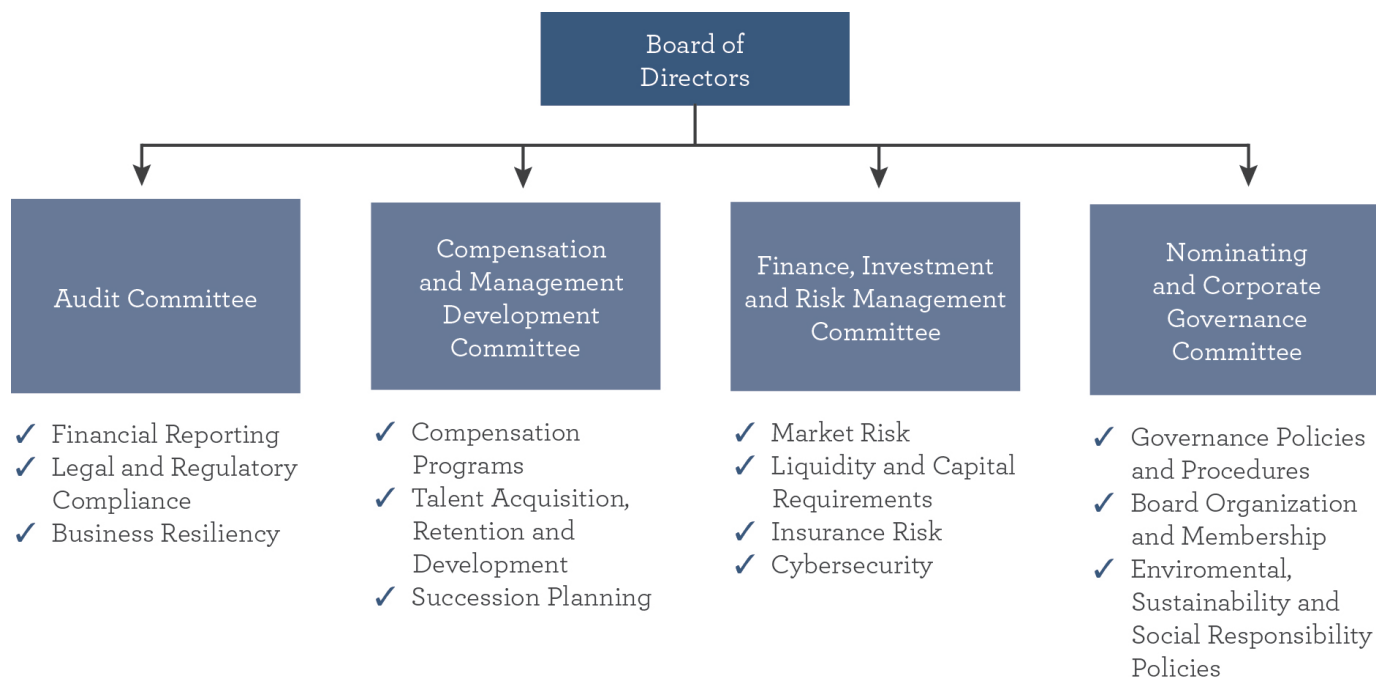 Board of
Directors
Audit Committee
Compensation
and Management
Development
Committee
Finance, Investment
and Risk Management
Committee
Nominating
and Corporate
Governance
Committee
✓ Financial Reporting
✓ Legal and Regulatory
Compliance
✓ Business Resiliency
✓ Compensation
Programs
✓ Talent Acquisition,
Retention and
Development
✓ Succession Planning
✓ Market Risk
✓ Liquidity and Capital
Requirements
✓ Insurance Risk
✓ Cybersecurity
✓ Governance Policies
and Procedures
✓ Board Organization
and Membership
✓ Enviromental,
Sustainability and
Social Responsibility
Policies